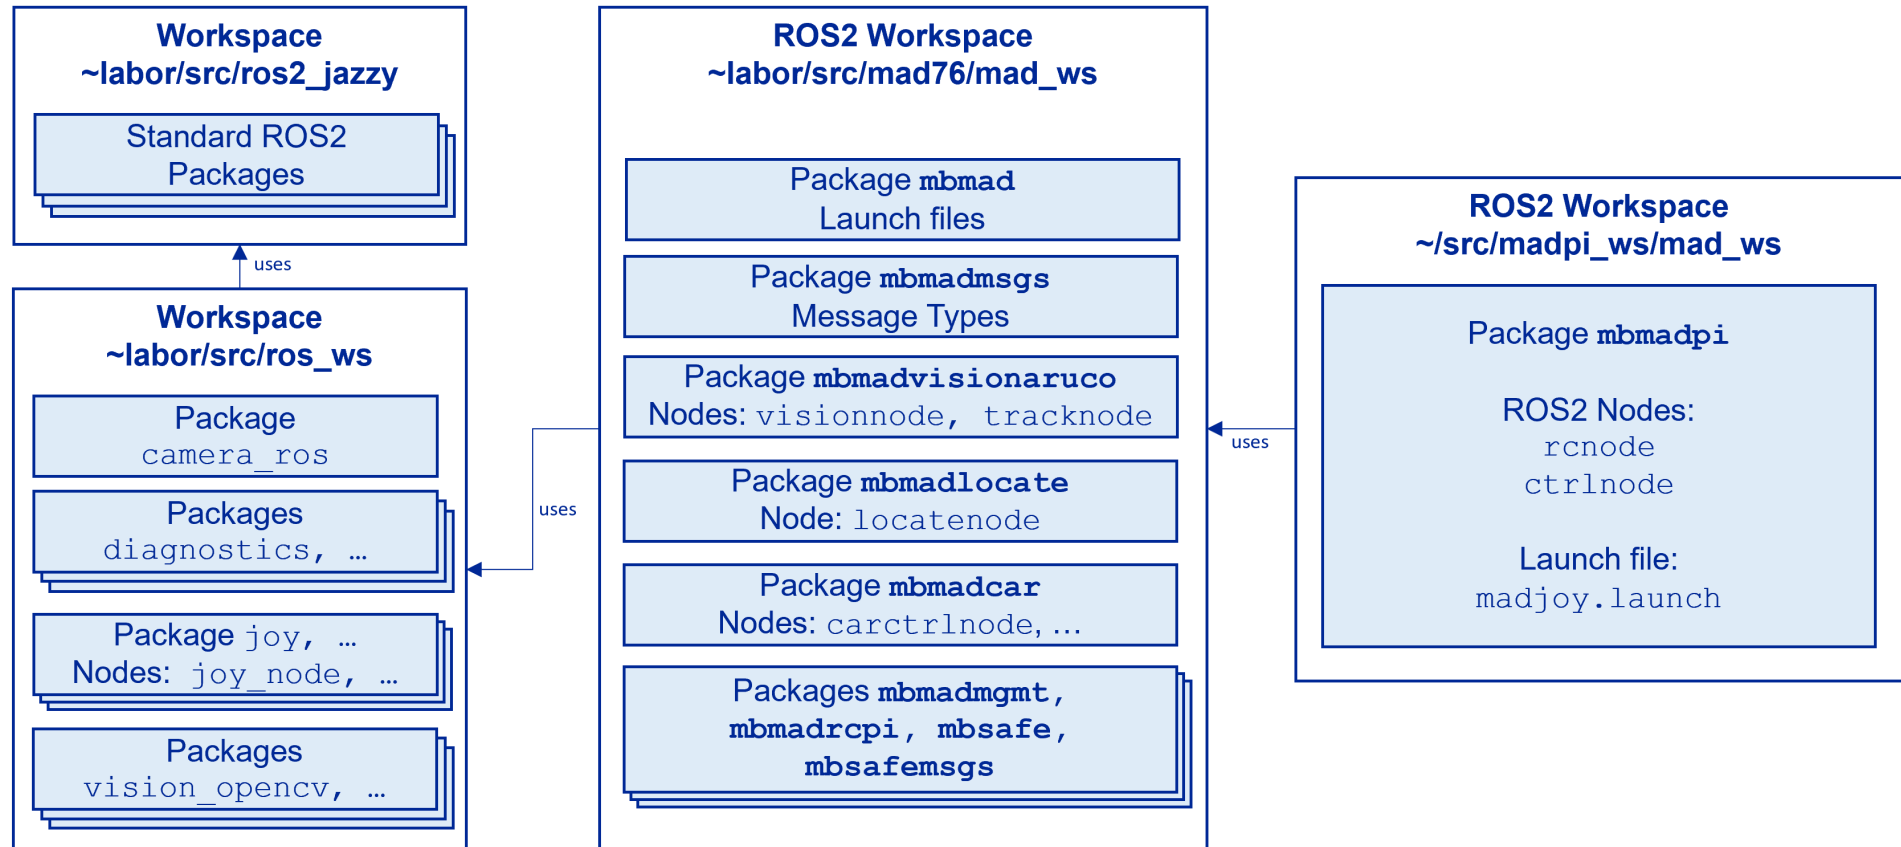 Workspace
~labor/src/ros2_jazzy
Standard ROS2
Packages
uses
Workspace
~labor/src/ros_ws
Package
camera_ros
Packages
diagnostics, …
Package joy, …
Nodes: joy_node, …
Packages
vision_opencv, …
uses
ROS2 Workspace
~labor/src/mad76/mad_ws
Package mbmad
Launch files
Package mbmadmsgs
Message Types
Package mbmadvisionaruco
Nodes: visionnode, tracknode
Package mbmadlocate
Node: locatenode
Package mbmadcar
Nodes: carctrlnode, …
Packages mbmadmgmt,
mbmadrcpi, mbsafe,
mbsafemsgs
uses
ROS2 Workspace
~/src/madpi_ws/mad_ws
Package mbmadpi
ROS2 Nodes:
rcnode
ctrlnode
Launch file:
madjoy.launch